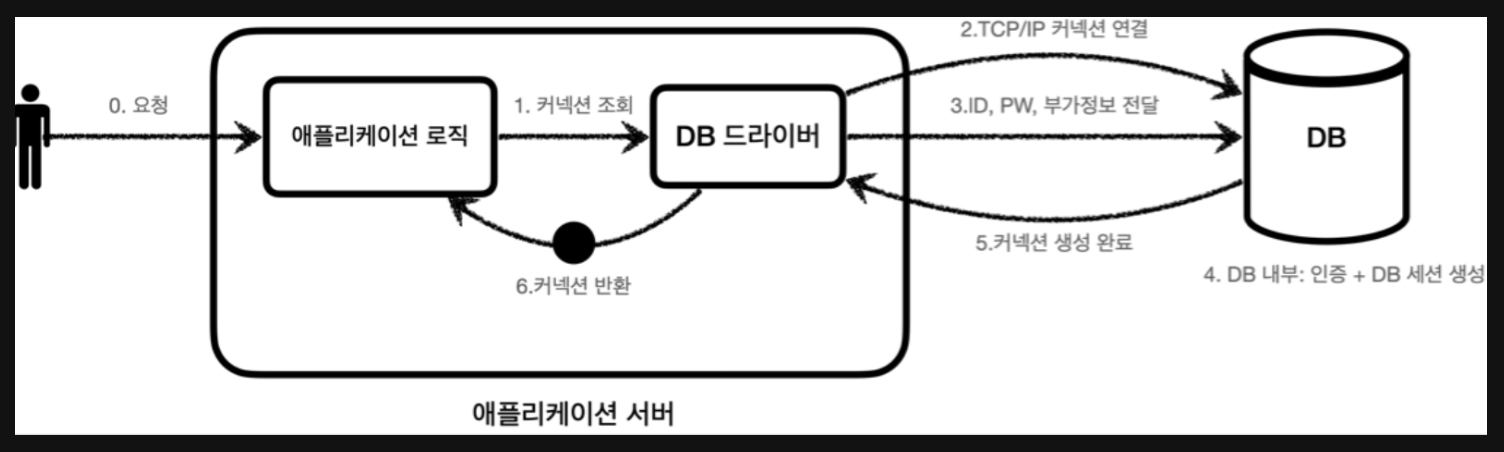 2.TCP/IP 커넥션 연결
0. 요청
1. 커넥션 조회
3.ID, PW, 부가정보 전달
애플리케이션 로직
DB 드라이버
DB
5.커넥션 생성 완료
4. DB 내부: 인증 + DB 세션 생성
6.커넥션 반환
애플리케이션 서버